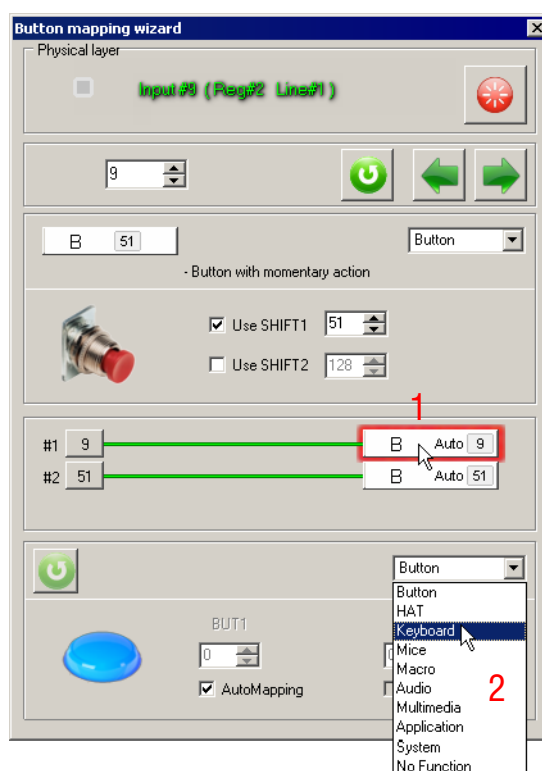 Button mapping wizard
Physical layer
Input#9 (Reg#2 Line#1)
9
B 51 Button
- Button with momentary action
Use SHIFT1 51
Use SHIFT2 128
1
#1 9 B Auto 9
#2 51 B Auto 51
Button
Button
HAT
BUT1
Keyboard
0
Mice
Macro
AutoMapping
Audio
2
Multimedia
Application
System
No Function